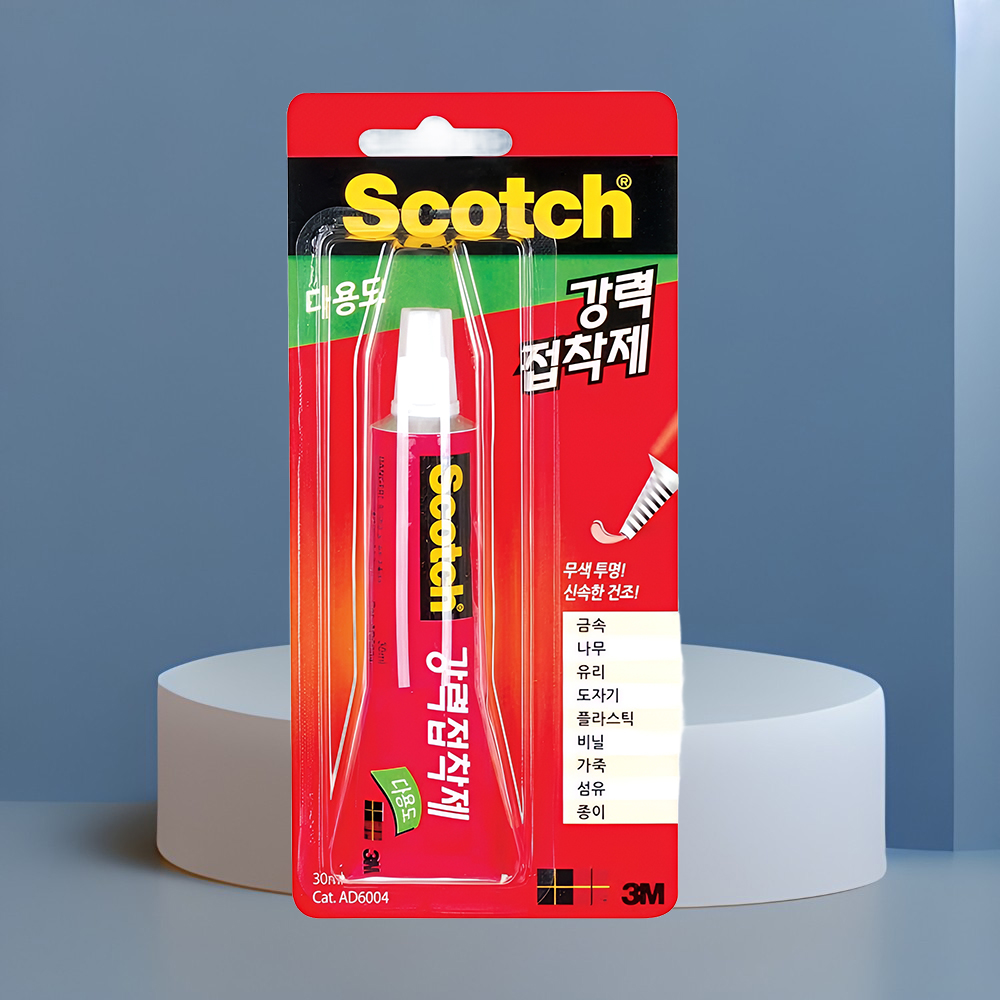 Scotch®
다용도
강력
접착제
Scotch®
강력접착제
다용도
30ml
3M
무색 투명!
신속한 건조!
금속
나무
유리
도자기
플라스틱
비닐
가죽
섬유
종이
30ml
Cat. AD6004
3M